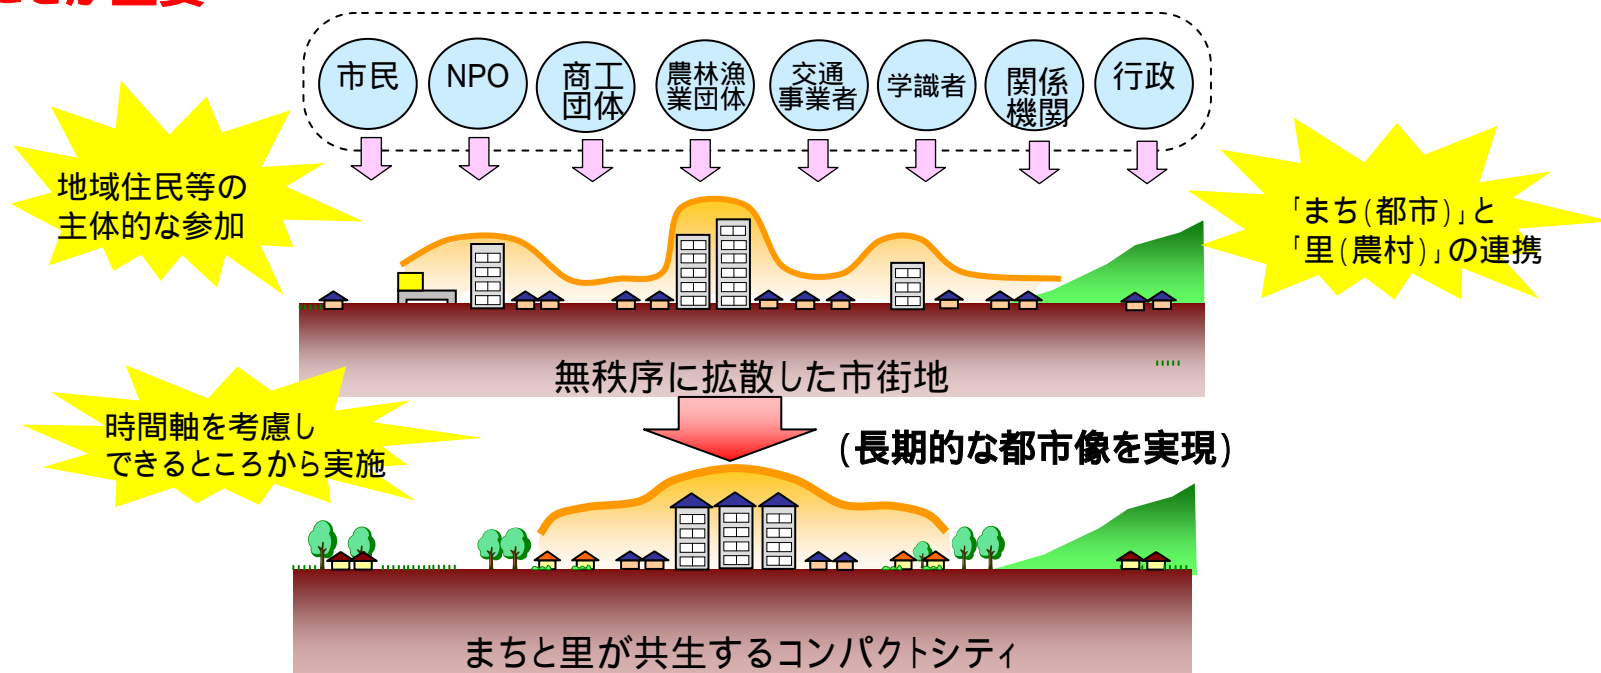 ことが重要
市民
NPO
商工
団体
農林漁
業団体
交通
事業者
学識者
関係
機関
行政
地域住民等の
主体的な参加
「まち(都市)」と
「里(農村)」の連携
無秩序に拡散した市街地
時間軸を考慮し
できるところから実施
(長期的な都市像を実現)
まちと里が共生するコンパクトシティ